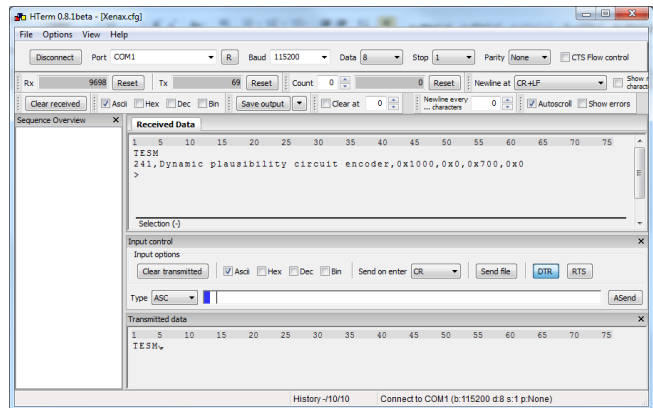 HTerm 0.8.1beta - [Xenax.cfg]
File Options View Help
Disconnect Port COM1 R Baud 115200 Data 8 Stop 1 Parity None CTS Flow control
Rx 9698 Reset Tx 69 Reset Count 0 0 Reset Newline at CR+LF Show
Clear received Ascii Hex Dec Bin Save output Clear at 0 Newline every ... characters 0 Autoscroll Show errors
Sequence Overview X
Received Data
1 5 10 15 20 25 30 35 40 45 50 55 60 65 70 75
TESM
241,Dynamic plausibility circuit encoder,0x1000,0x0,0x700,0x0
>
Selection (-)
Input control X
Input options
Clear transmitted Ascii Hex Dec Bin Send on enter CR Send file DTR RTS
Type ASC ASend
Transmitted data X
1 5 10 15 20 25 30 35 40 45 50 55 60 65 70 75
TESM
History -/10/10 Connect to COM1 (b:115200 d:8 s:1 p:None)